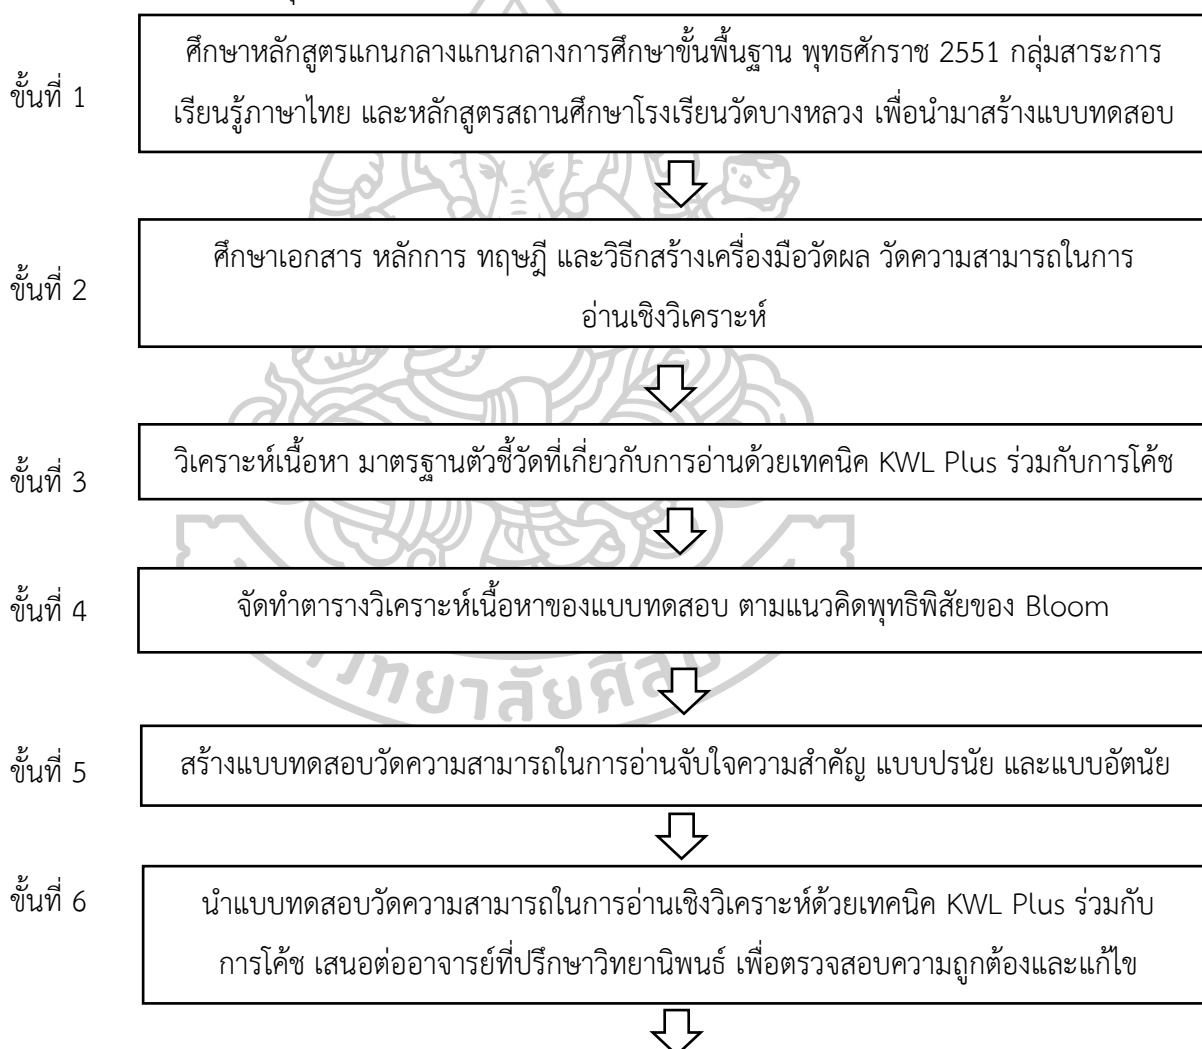 ขั้นที่ 1
ศึกษาหลักสูตรแกนกลางแกนกลางการศึกษาขั้นพื้นฐาน พุทธศักราช 2551 กลุ่มสาระการ
เรียนรู้ภาษาไทย และหลักสูตรสถานศึกษาโรงเรียนวัดบางหลวง เพื่อนำมาสร้างแบบทดสอบ
ขั้นที่ 2
ศึกษาเอกสาร หลักการ ทฤษฎี และวิธีกสร้างเครื่องมือวัดผล วัดความสามารถในการ
อ่านเชิงวิเคราะห์
ขั้นที่ 3
วิเคราะห์เนื้อหา มาตรฐานตัวชี้วัดที่เกี่ยวกับการอ่านด้วยเทคนิค KWL Plus ร่วมกับการโค้ช
ขั้นที่ 4
จัดทำตารางวิเคราะห์เนื้อหาของแบบทดสอบ ตามแนวคิดพุทธิพิสัยของ Bloom
ขั้นที่ 5
สร้างแบบทดสอบวัดความสามารถในการอ่านจับใจความสำคัญ แบบปรนัย และแบบอัตนัย
ขั้นที่ 6
นำแบบทดสอบวัดความสามารถในการอ่านเชิงวิเคราะห์ด้วยเทคนิค KWL Plus ร่วมกับ
การโค้ช เสนอต่ออาจารย์ที่ปรึกษาวิทยานิพนธ์ เพื่อตรวจสอบความถูกต้องและแก้ไข